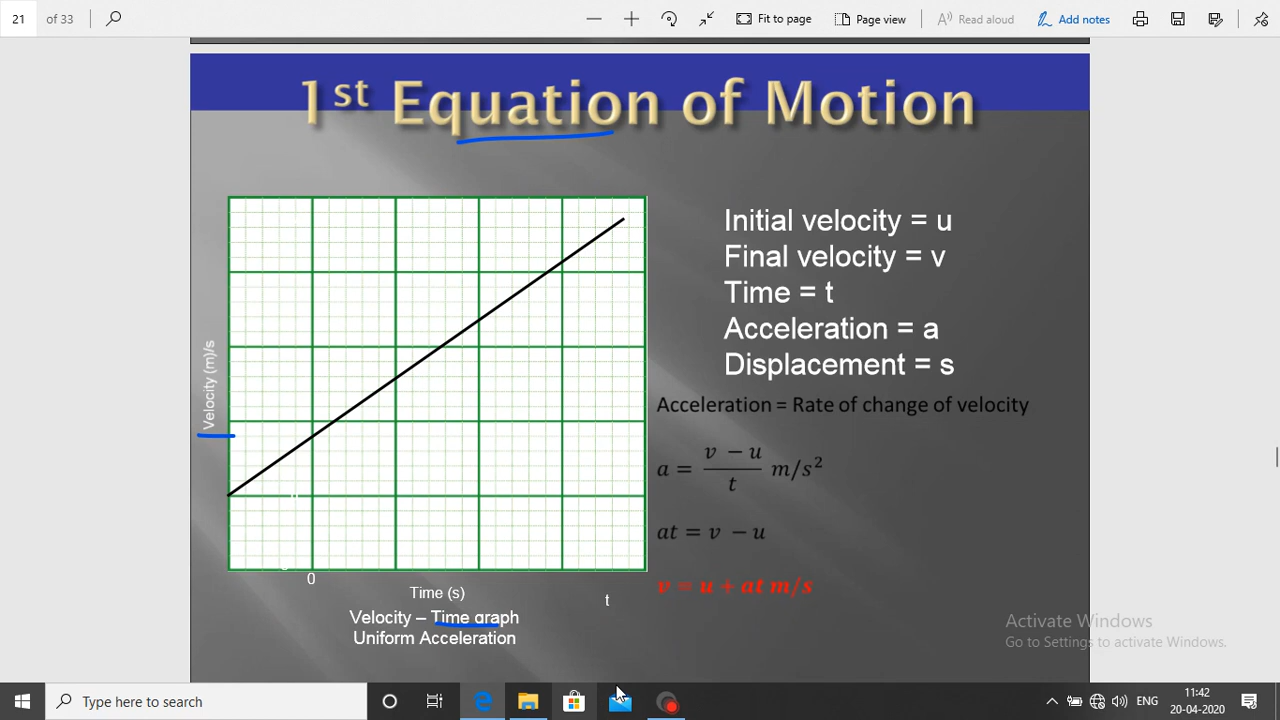 21 of 33
Fit to page
Page view
Read aloud
Add notes
1st Equation of Motion
Initial velocity = u
Final velocity = v
Time = t
Acceleration = a
Displacement = s
Velocity (m)/s
Acceleration = Rate of change of velocity
a = v − u / t m/s²
at = v − u
v = u + at m/s
0
Time (s)
t
Velocity – Time graph
Uniform Acceleration
Activate Windows
Go to Settings to activate Windows.
Type here to search
ENG
11:42
20-04-2020